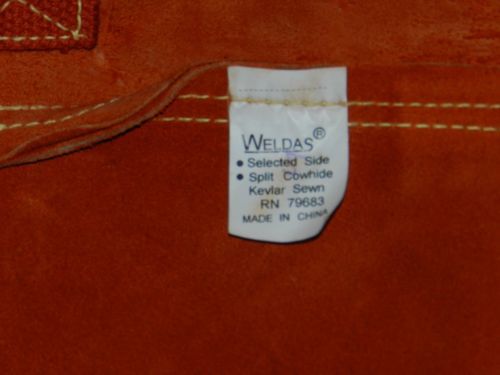 WELDAS®
• Selected Side
• Split Cowhide
Kevlar Sewn
RN 79683
MADE IN CHINA